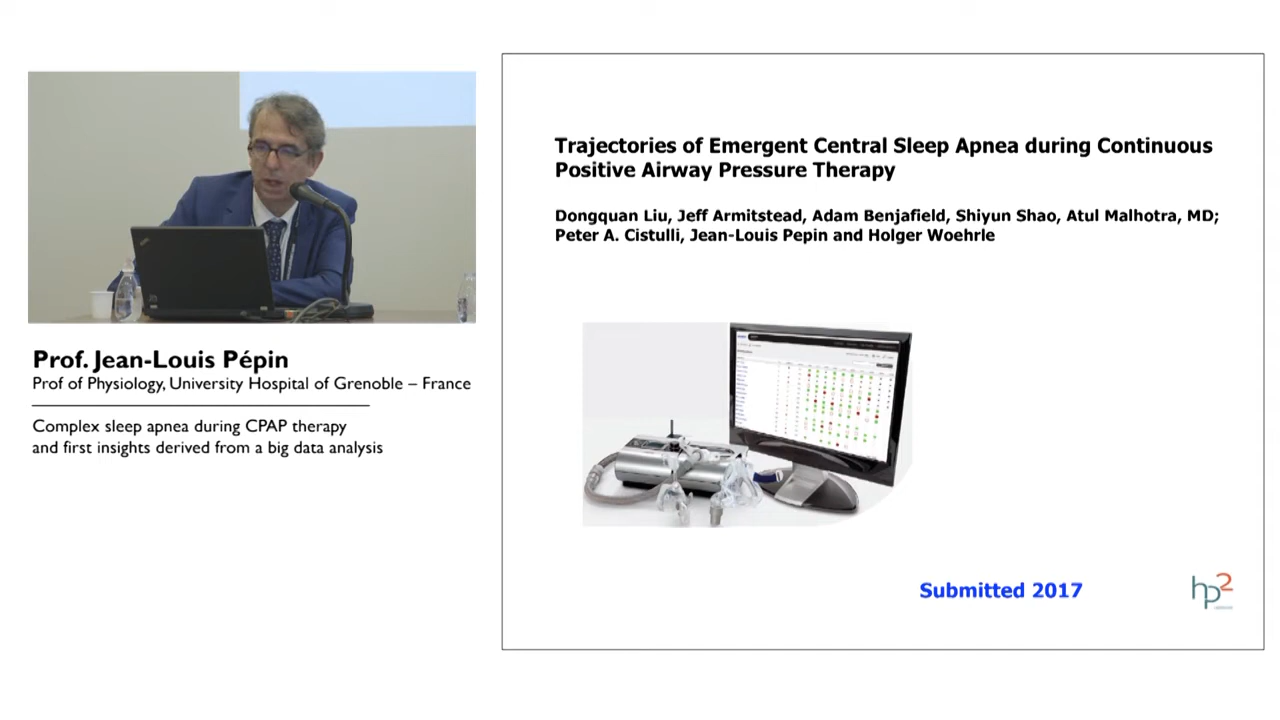 Prof. Jean-Louis Pépin
Prof of Physiology, University Hospital of Grenoble – France
Complex sleep apnea during CPAP therapy
and first insights derived from a big data analysis
Trajectories of Emergent Central Sleep Apnea during Continuous
Positive Airway Pressure Therapy
Dongquan Liu, Jeff Armitstead, Adam Benjafield, Shiyun Shao, Atul Malhotra, MD;
Peter A. Cistulli, Jean-Louis Pepin and Holger Woehrle
Submitted 2017
hp2